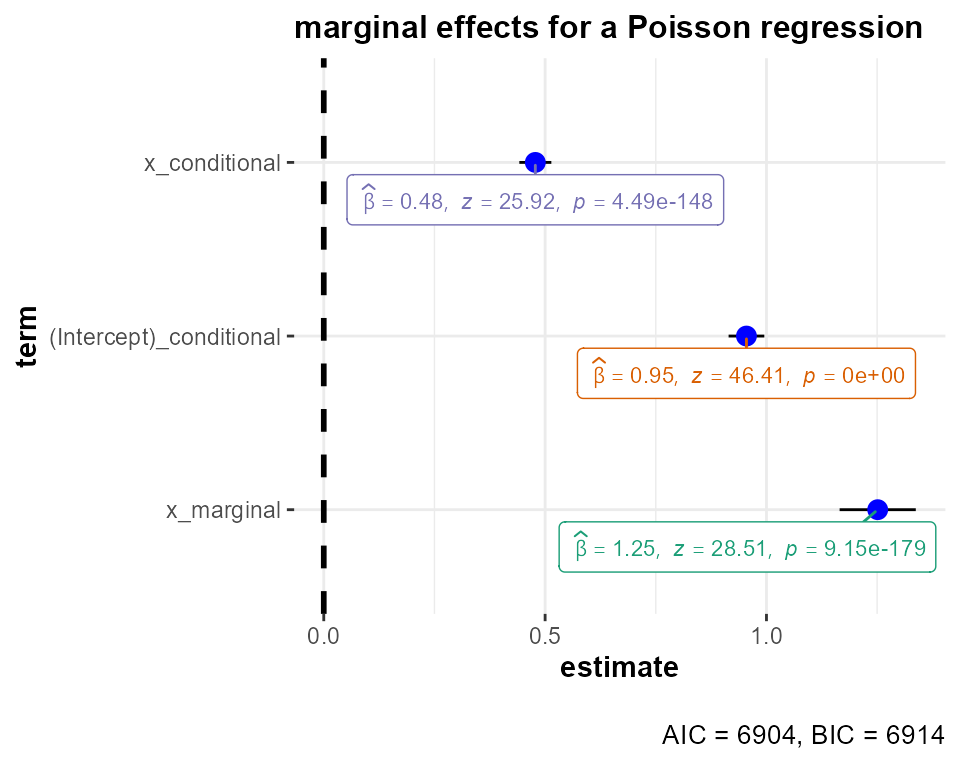 marginal effects for a Poisson regression
term
x_conditional
β̂ = 0.48, z = 25.92, p = 4.49e-148
(Intercept)_conditional
β̂ = 0.95, z = 46.41, p = 0e+00
x_marginal
β̂ = 1.25, z = 28.51, p = 9.15e-179
0.0 0.5 1.0
estimate
AIC = 6904, BIC = 6914